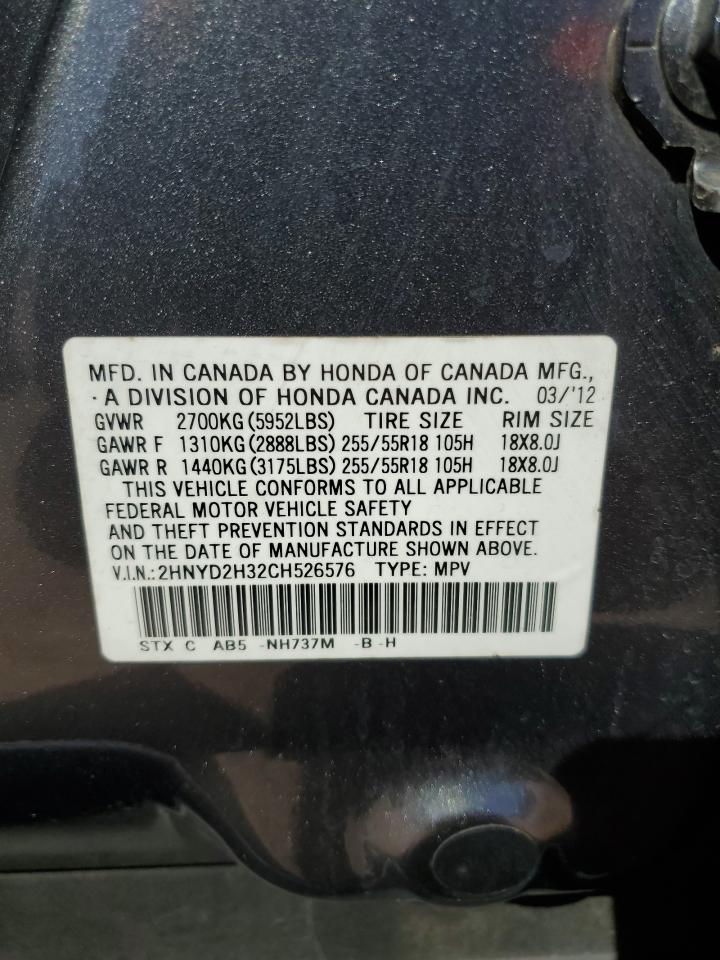 MFD. IN CANADA BY HONDA OF CANADA MFG.,
A DIVISION OF HONDA CANADA INC. 03/'12
GVWR 2700KG (5952LBS) TIRE SIZE RIM SIZE
GAWR F 1310KG (2888LBS) 255/55R18 105H 18X8.0J
GAWR R 1440KG (3175LBS) 255/55R18 105H 18X8.0J
THIS VEHICLE CONFORMS TO ALL APPLICABLE
FEDERAL MOTOR VEHICLE SAFETY
AND THEFT PREVENTION STANDARDS IN EFFECT
ON THE DATE OF MANUFACTURE SHOWN ABOVE.
V.I.N.: 2HNYD2H32CH526576 TYPE: MPV
STX C AB5 -NH737M -B -H